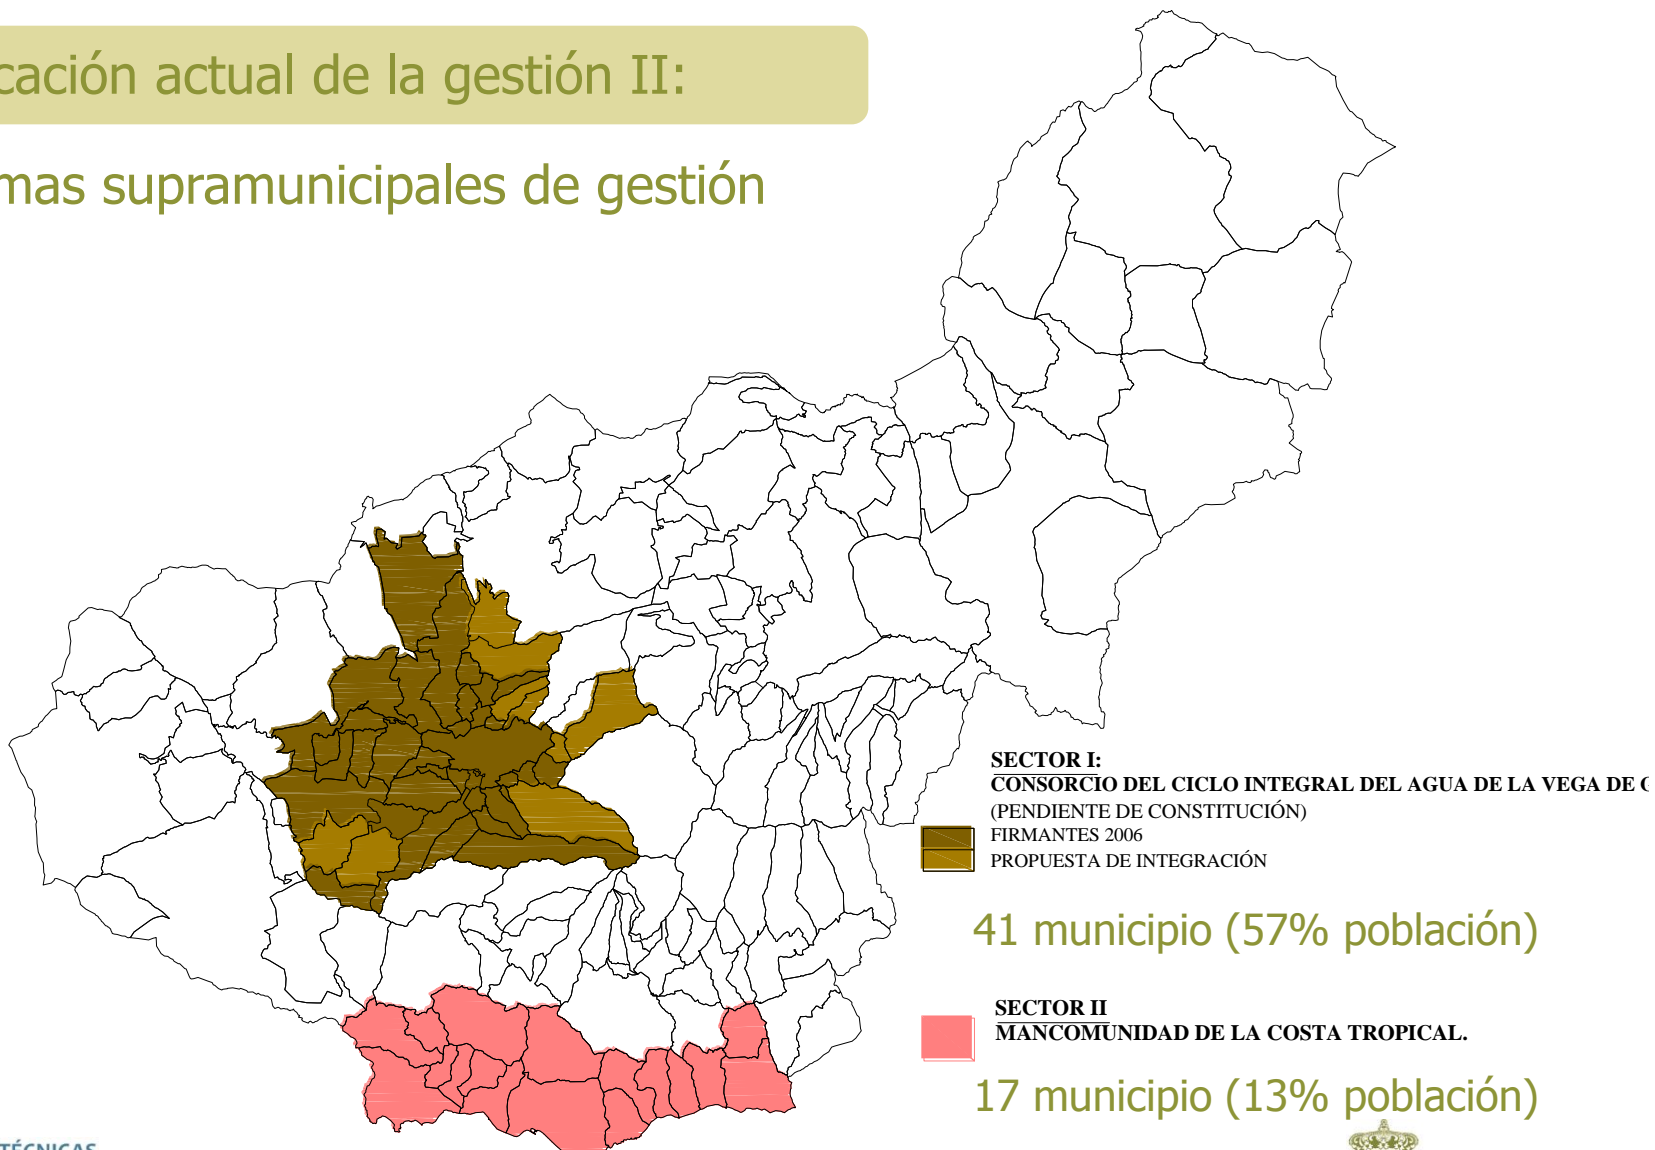 cación actual de la gestión II:
mas supramunicipales de gestión
SECTOR I:
CONSORCIO DEL CICLO INTEGRAL DEL AGUA DE LA VEGA DE G
(PENDIENTE DE CONSTITUCIÓN)
FIRMANTES 2006
PROPUESTA DE INTEGRACIÓN
41 municipio (57% población)
SECTOR II
MANCOMUNIDAD DE LA COSTA TROPICAL.
17 municipio (13% población)
TÉCNICAS